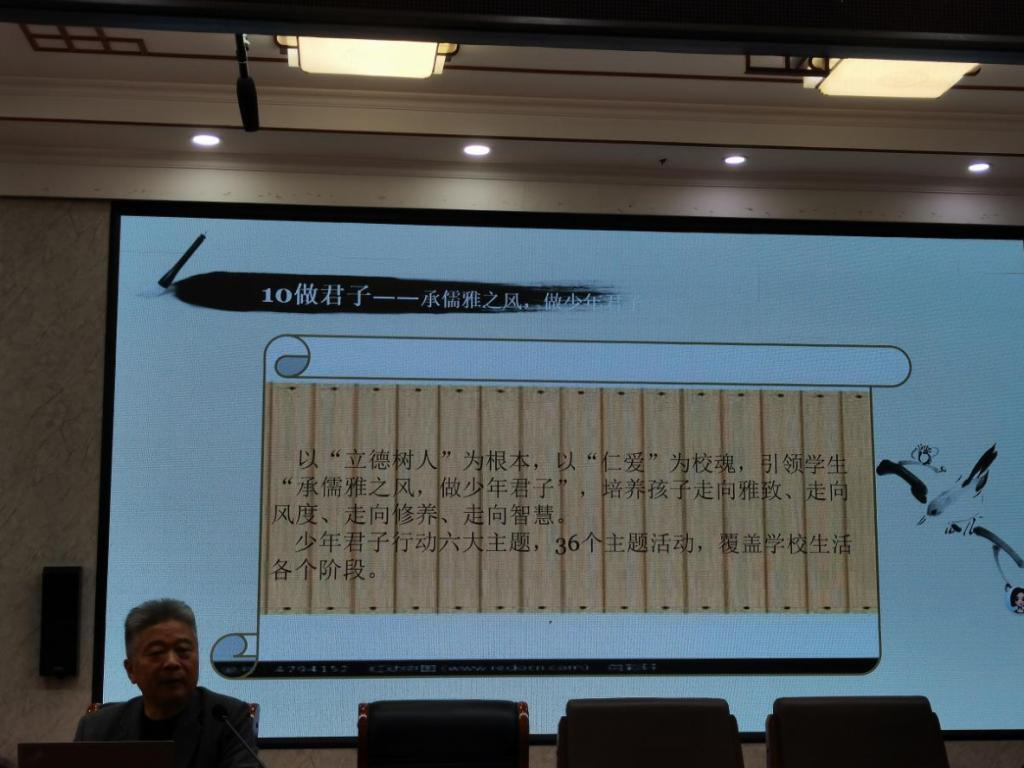 10做君子——承儒雅之风，做少年君子
以“立德树人”为根本，以“仁爱”为校魂，引领学生
“承儒雅之风，做少年君子”，培养孩子走向雅致、走向
风度、走向修养、走向智慧。
少年君子行动六大主题，36个主题活动，覆盖学校生活
各个阶段。
4794152 (www.redocn.com)